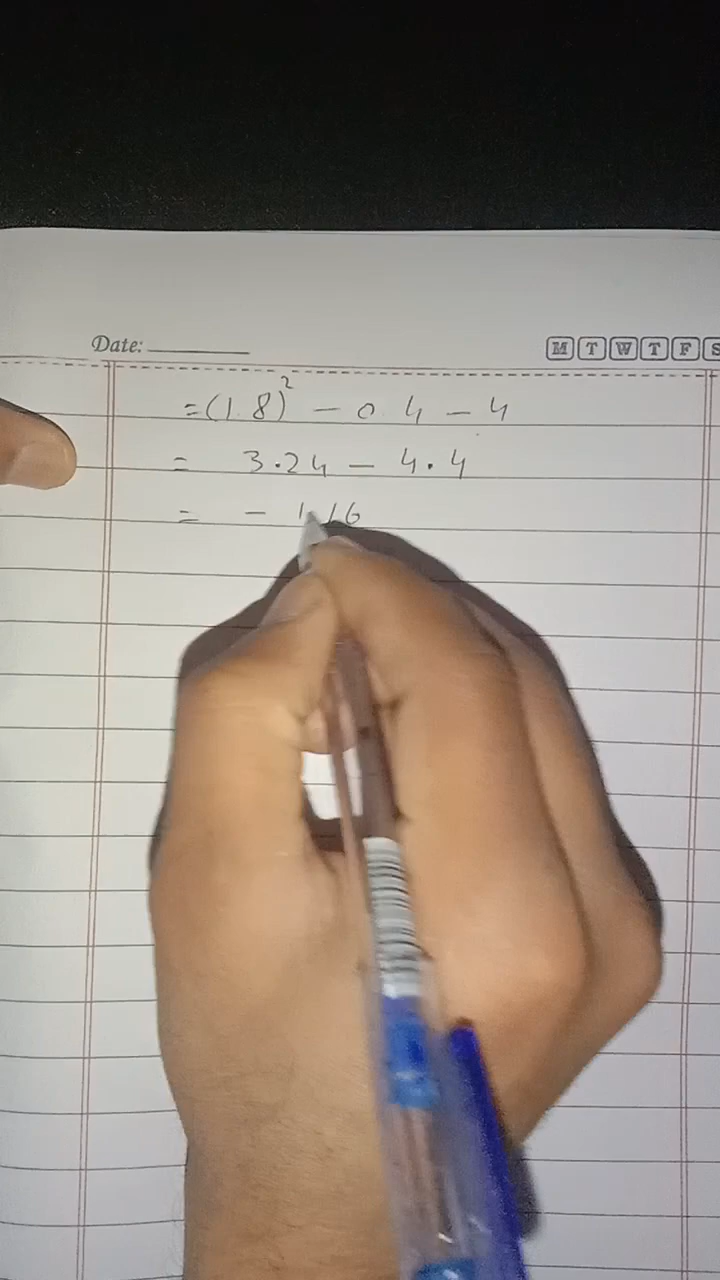 Date:
M T W T F S
=(1.8)² - 0.4 - 4
= 3.24 - 4.4
= - 1.16